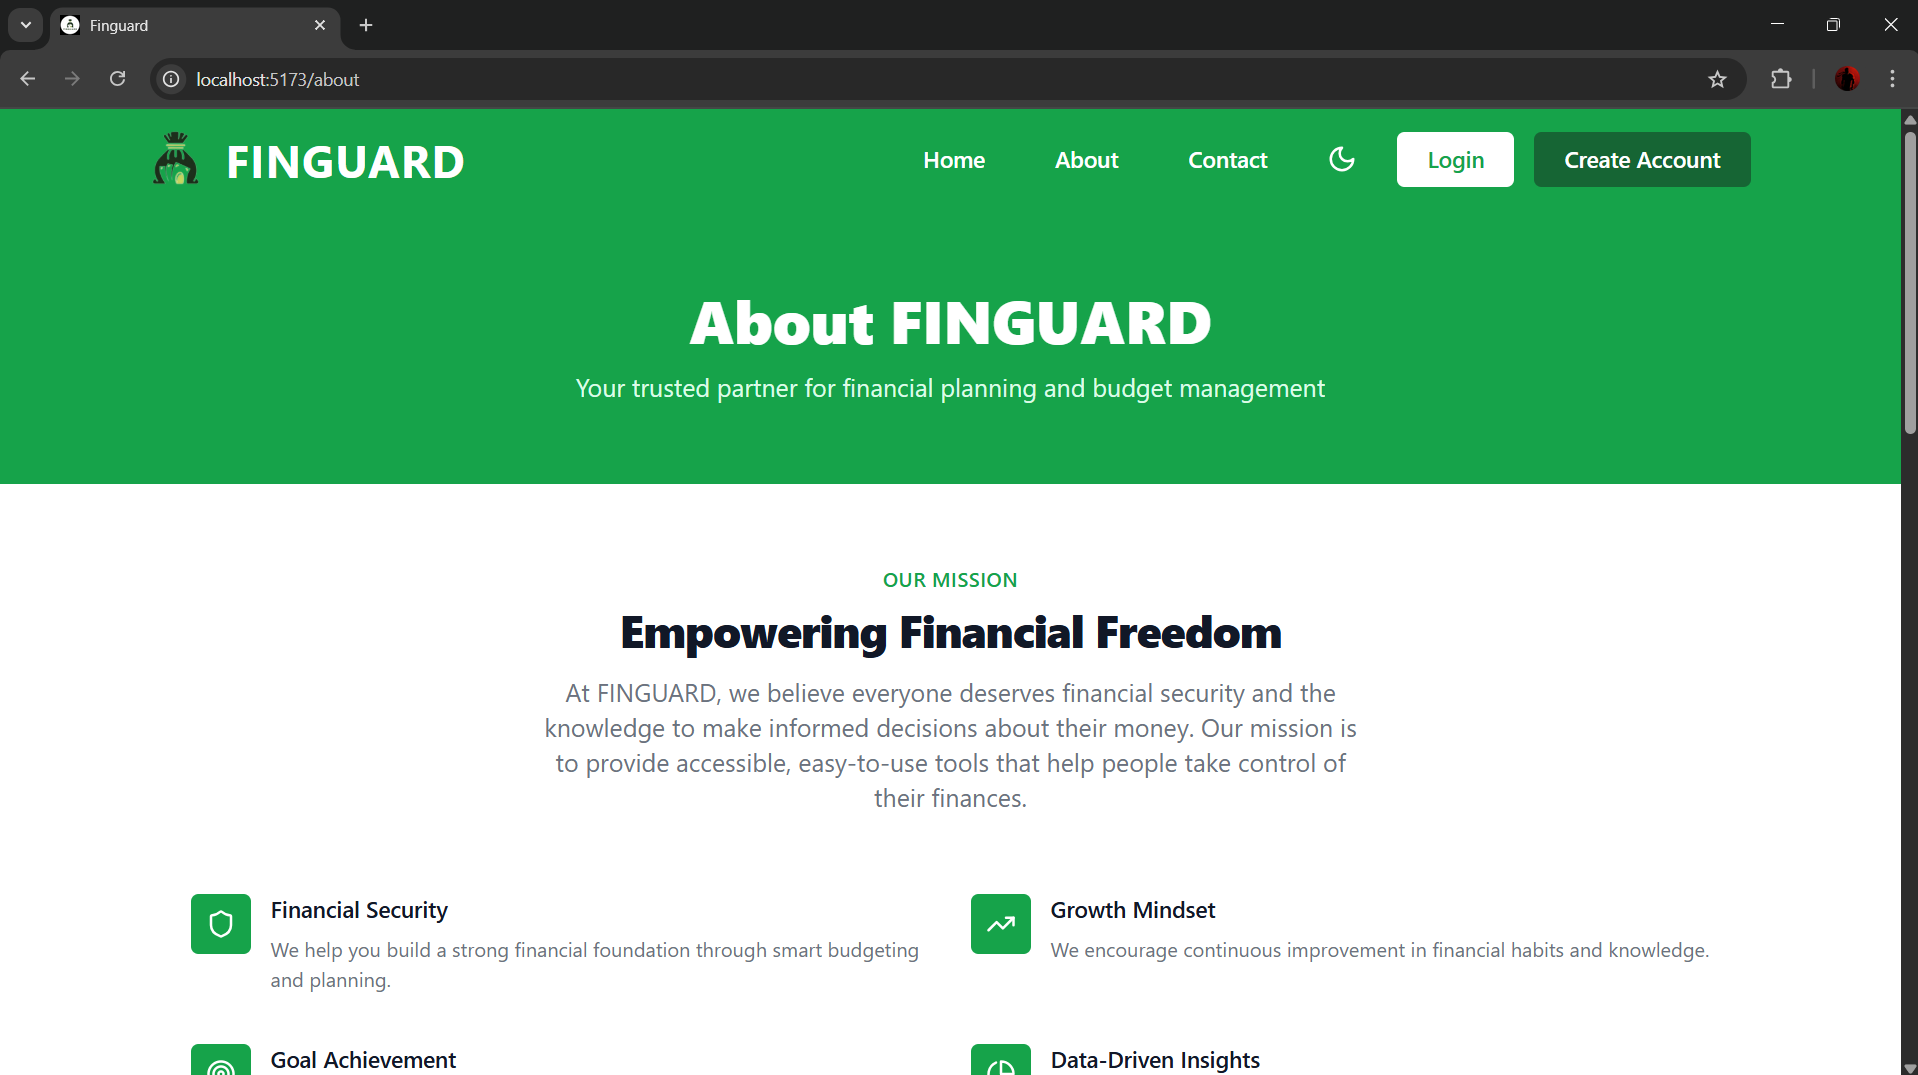 Finguard
localhost:5173/about
FINGUARD
Home
About
Contact
Login
Create Account
About FINGUARD
Your trusted partner for financial planning and budget management
OUR MISSION
Empowering Financial Freedom
At FINGUARD, we believe everyone deserves financial security and the
knowledge to make informed decisions about their money. Our mission is
to provide accessible, easy-to-use tools that help people take control of
their finances.
Financial Security
We help you build a strong financial foundation through smart budgeting
and planning.
Growth Mindset
We encourage continuous improvement in financial habits and knowledge.
Goal Achievement
Data-Driven Insights